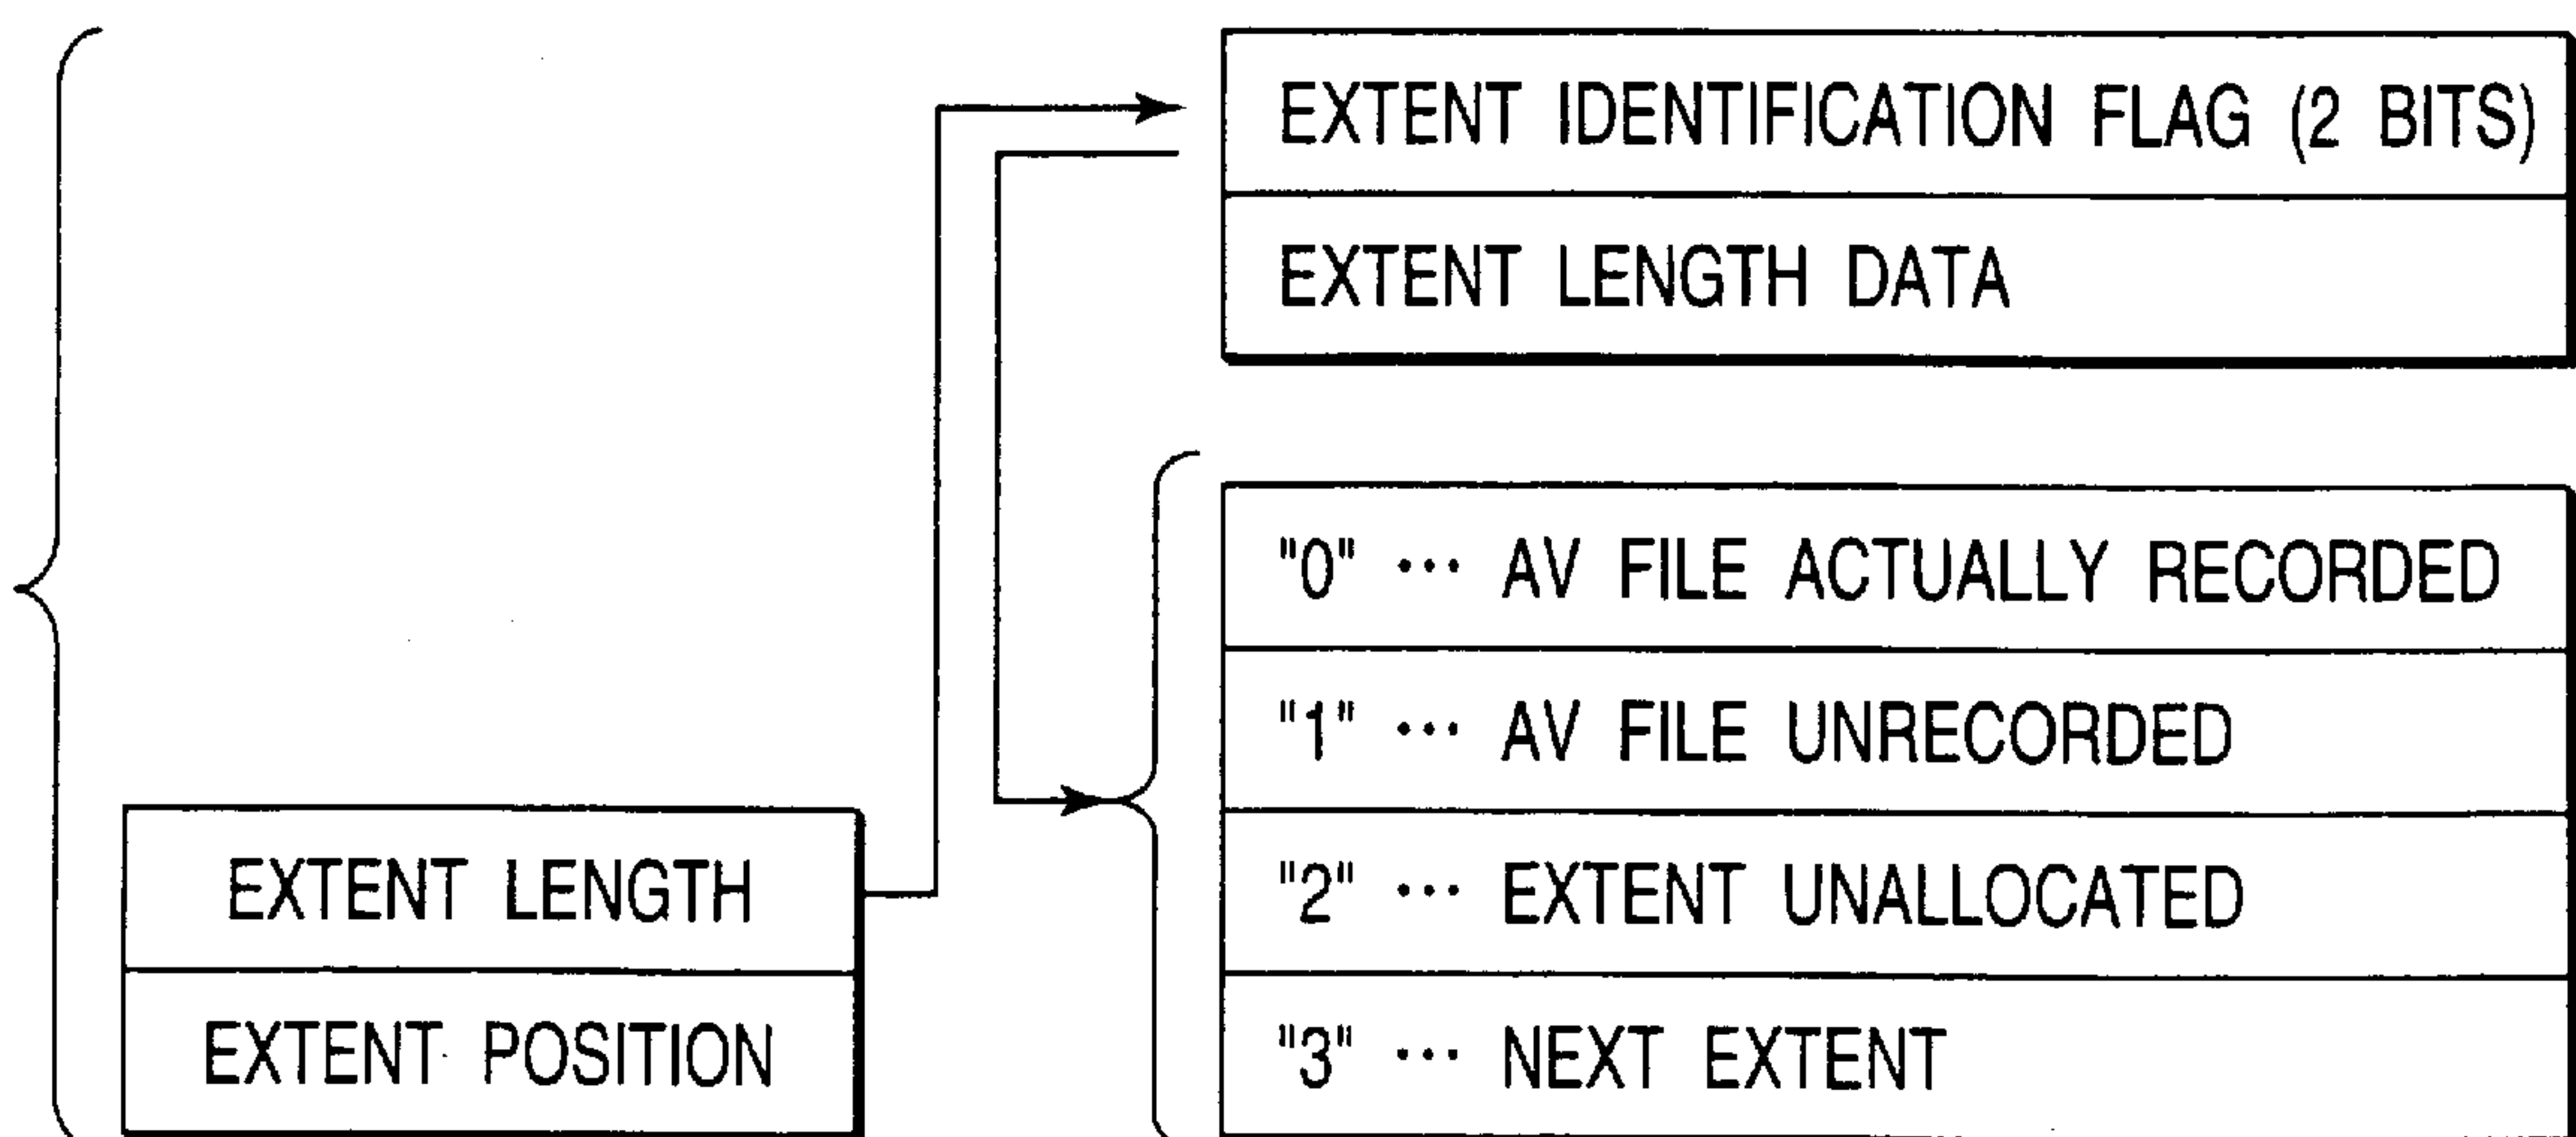 EXTENT IDENTIFICATION FLAG (2 BITS)
EXTENT LENGTH DATA
"0" ··· AV FILE ACTUALLY RECORDED
"1" ··· AV FILE UNRECORDED
"2" ··· EXTENT UNALLOCATED
"3" ··· NEXT EXTENT
EXTENT LENGTH
EXTENT POSITION